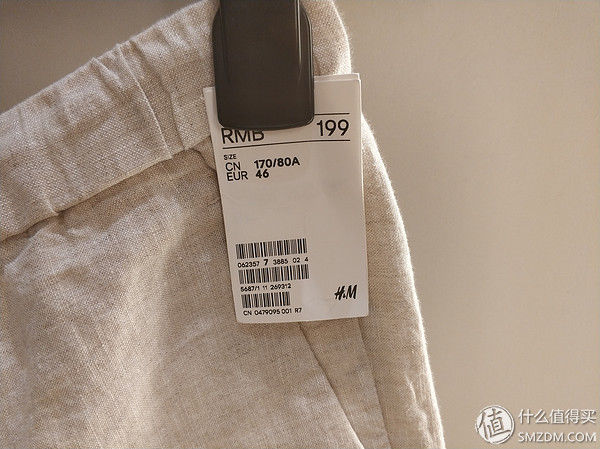 RMB 199
SIZE
CN 170/80A
EUR 46
062357 7 3885 02 4
5687/1 11 269312
CN 0479095 001 R7
H&M
值 什么值得买
SMZDM.COM